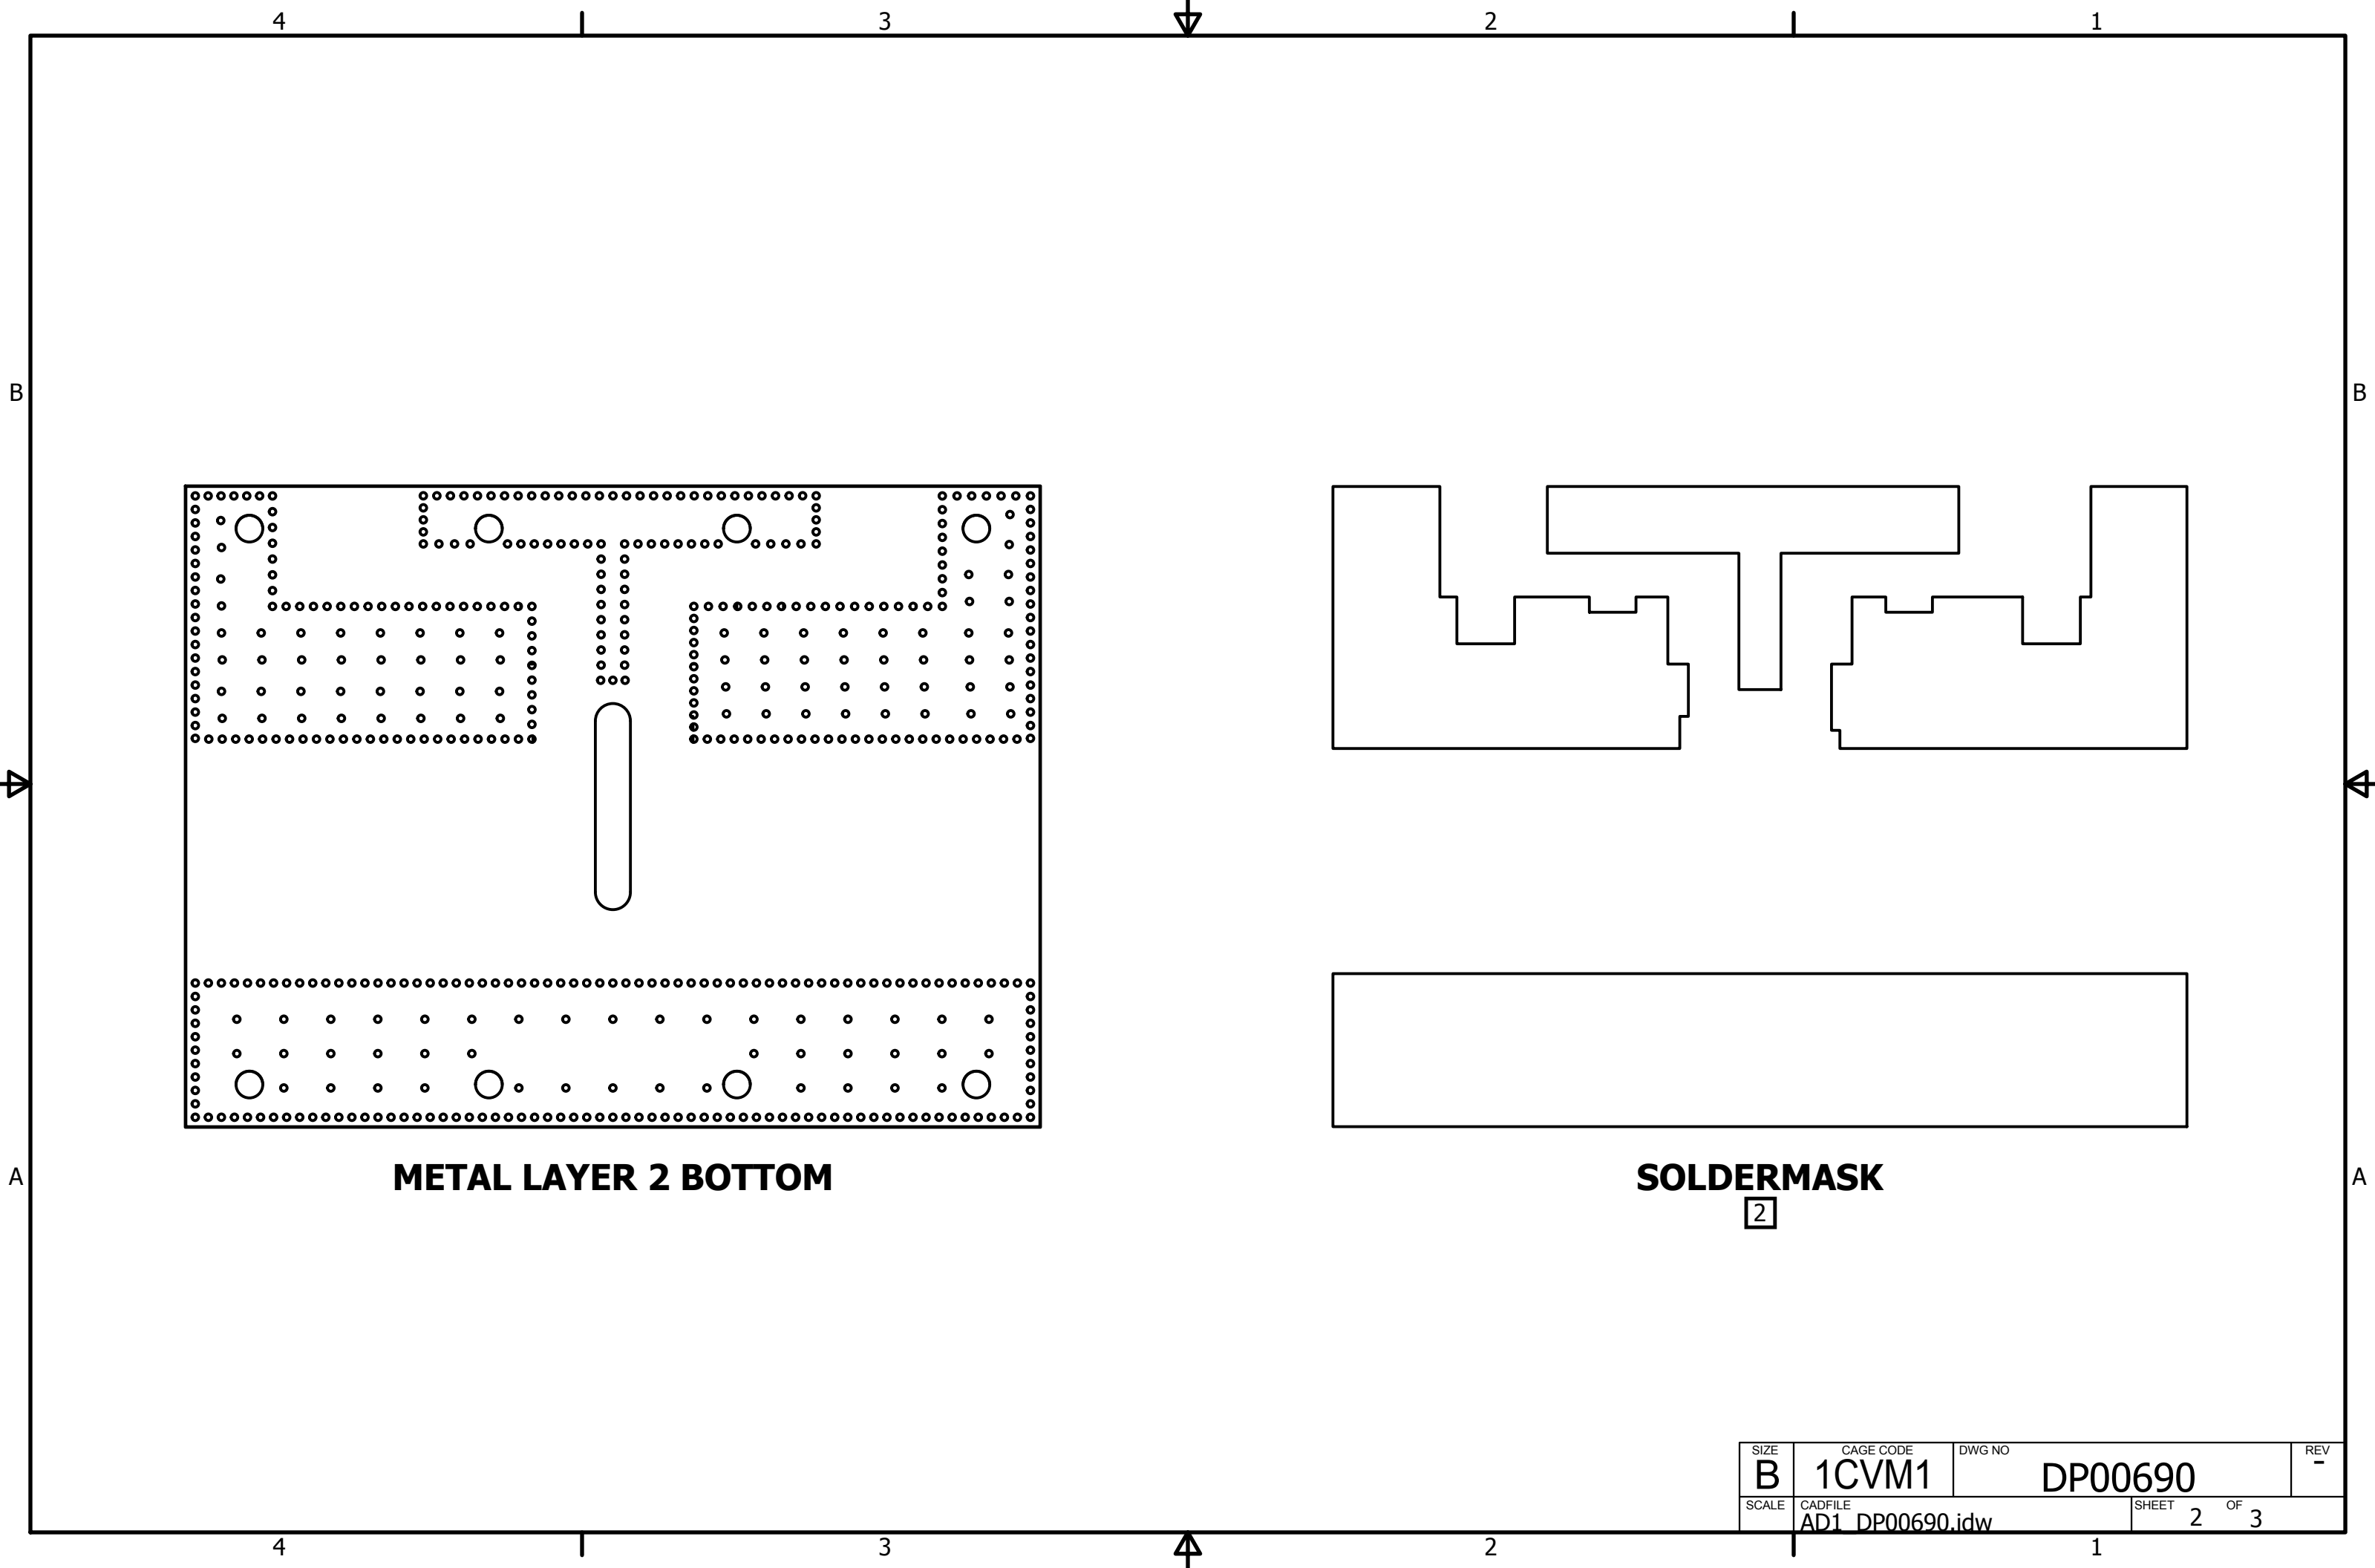 4 3 2 1
B B
METAL LAYER 2 BOTTOM
SOLDERMASK
2
A A
SIZE CAGE CODE DWG NO REV
B 1CVM1 DP00690 -
SCALE CADFILE SHEET 2 OF 3
AD1_DP00690.idw
4 3 2 1